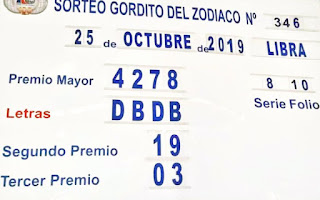 SORTEO GORDITO DEL ZODIACO Nº 346
25 de OCTUBRE de 2019 LIBRA
Premio Mayor 4278 8 10
Letras DBDB Serie Folio
Segundo Premio 19
Tercer Premio 03